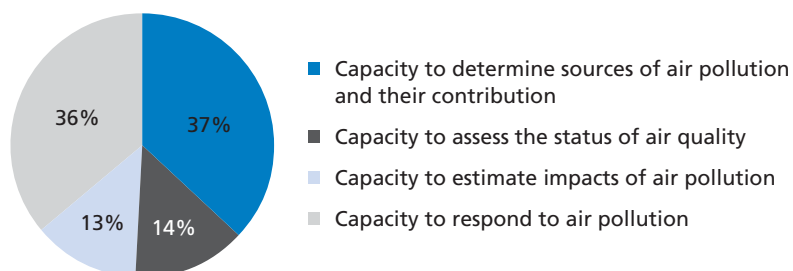 36%
37%
13%
14%
Capacity to determine sources of air pollution
and their contribution
Capacity to assess the status of air quality
Capacity to estimate impacts of air pollution
Capacity to respond to air pollution